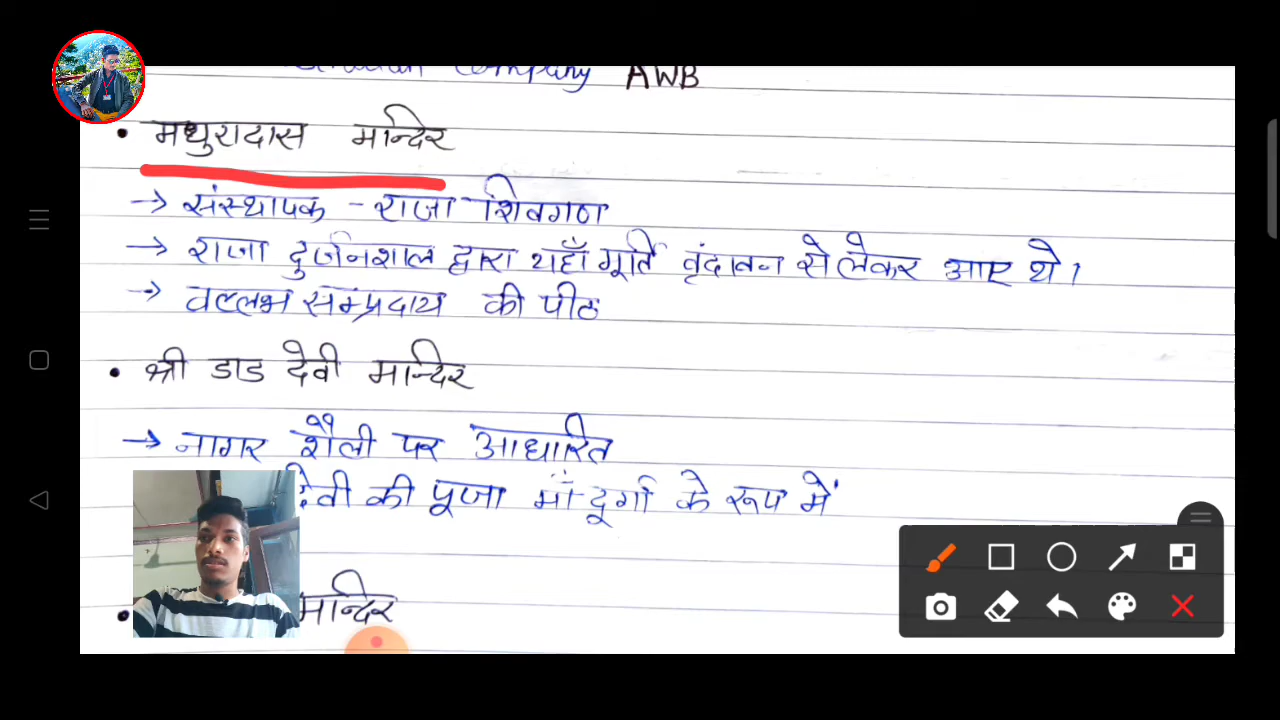 Company AWB
• मथुरादास मन्दिर
→ संस्थापक - राजा शिवगण
→ राजा दुर्जनशाल द्वारा यहाँ मूर्ति वृंदावन से लेकर आए थे।
→ वल्लभ सम्प्रदाय की पीठ
• श्री डाड देवी मन्दिर
→ नागर शैली पर आधारित
देवी की पूजा माँ दूर्गा के रूप में
• मन्दिर